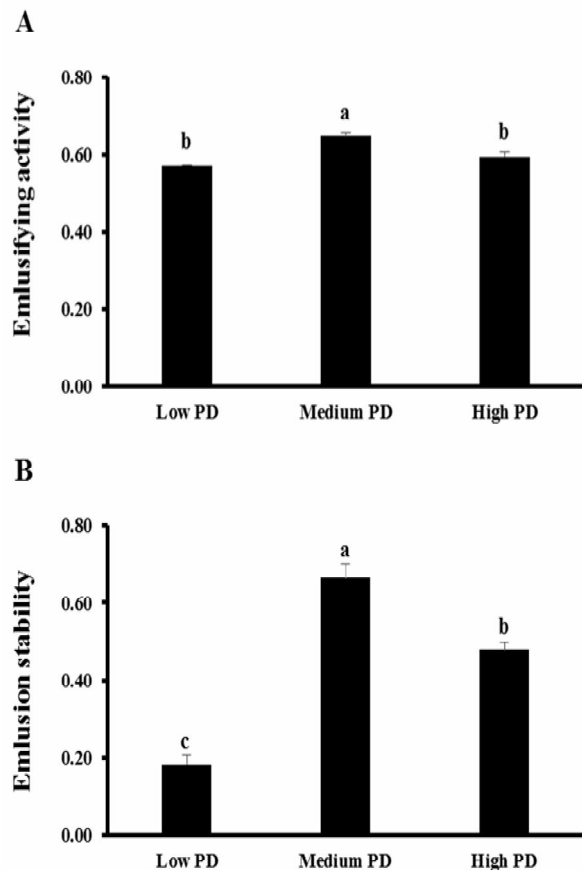 A
Emlusifying activity
0.80
0.60
0.40
0.20
0.00
b
a
b
Low PD
Medium PD
High PD
B
Emlusion stability
0.80
0.60
0.40
0.20
0.00
c
a
b
Low PD
Medium PD
High PD